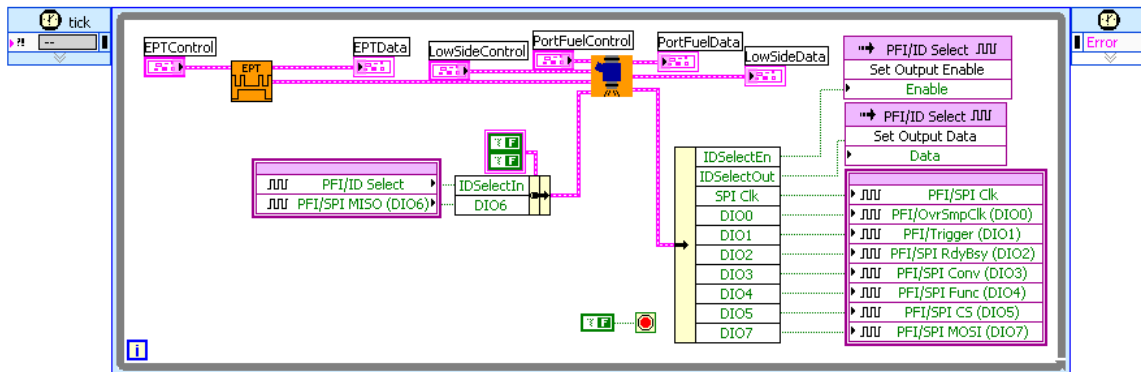 tick
?!
--
Error
EPTControl
EPT
EPTData
LowSideControl
PortFuelControl
PortFuelData
LowSideData
PFI/ID Select
Set Output Enable
Enable
PFI/ID Select
Set Output Data
Data
? F
? F
PFI/ID Select
PFI/SPI MISO (DIO6)
IDSelectIn
DIO6
IDSelectEn
IDSelectOut
SPI Clk
DIO0
DIO1
DIO2
DIO3
DIO4
DIO5
DIO7
PFI/SPI Clk
PFI/OvrSmpClk (DIO0)
PFI/Trigger (DIO1)
PFI/SPI RdyBsy (DIO2)
PFI/SPI Conv (DIO3)
PFI/SPI Func (DIO4)
PFI/SPI CS (DIO5)
PFI/SPI MOSI (DIO7)
F
i